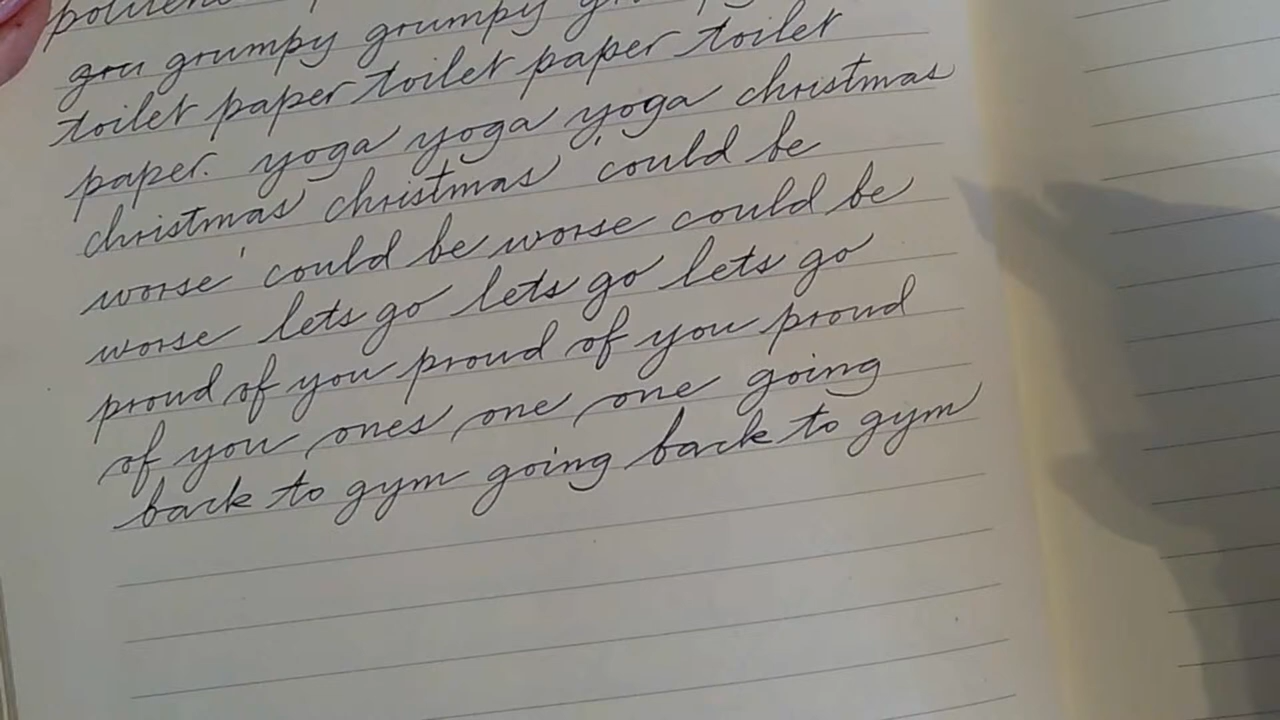 gru grumpy grumpy
toilet paper toilet paper toilet
paper. yoga yoga yoga christmas
christmas christmas 'could be
worse' could be worse could be
worse lets go lets go lets go
proud of you proud of you proud
of you ones one one going
back to gym going back to gym